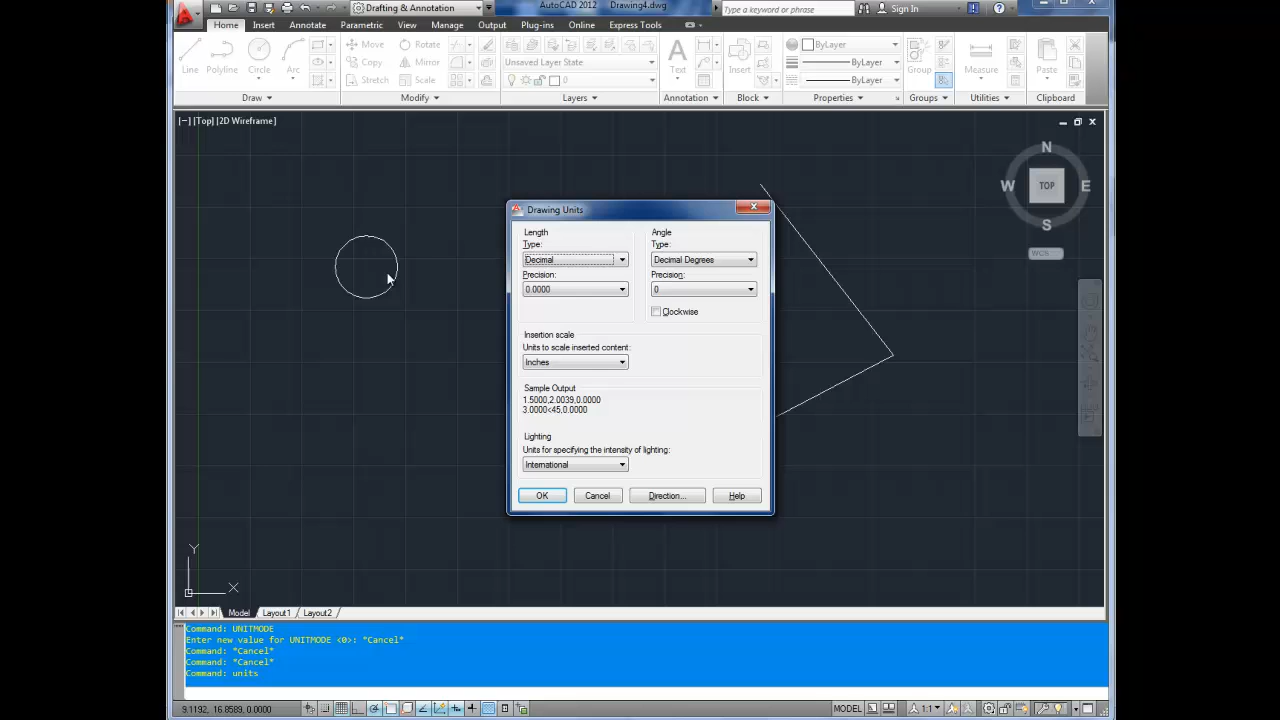 Drafting & Annotation
AutoCAD 2012 Drawing4.dwg
Type a keyword or phrase
Sign In
Home Insert Annotate Parametric View Manage Output Plug-ins Online Express Tools
Line Polyline Circle Arc
Move Rotate
Copy Mirror
Stretch Scale
Unsaved Layer State
0
Text
Insert
ByLayer
ByLayer
ByLayer
Group
Measure
Paste
Draw Modify Layers Annotation Block Properties Groups Utilities Clipboard
[−] [Top] [2D Wireframe]
N
W TOP E
S
WCS
Drawing Units
Length
Type:
Decimal
Precision:
0.0000
Angle
Type:
Decimal Degrees
Precision:
0
Clockwise
Insertion scale
Units to scale inserted content:
Inches
Sample Output
1.5000,2.0039,0.0000
3.0000<45,0.0000
Lighting
Units for specifying the intensity of lighting:
International
OK Cancel Direction... Help
Y
X
Model Layout1 Layout2
Command: UNITMODE
Enter new value for UNITMODE <0>: *Cancel*
Command: *Cancel*
Command: *Cancel*
Command: units
9.1192, 16.8589, 0.0000
MODEL
1:1